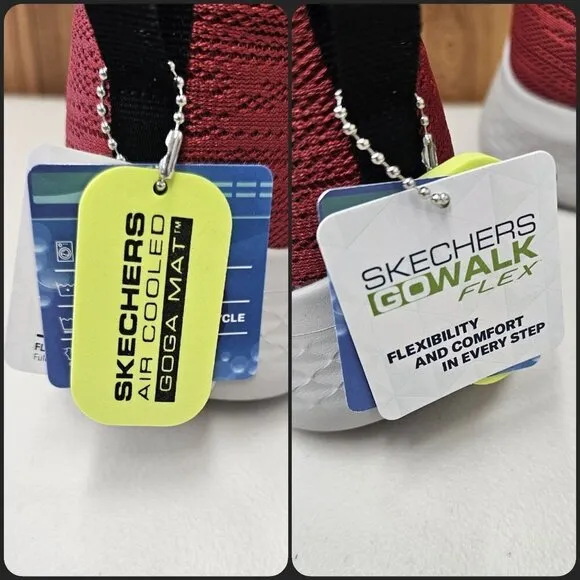 SKECHERS
AIR COOLED
GOGA MAT™
CYCLE
SKECHERS
GOWALK
FLEX
FLEXIBILITY
AND COMFORT
IN EVERY STEP